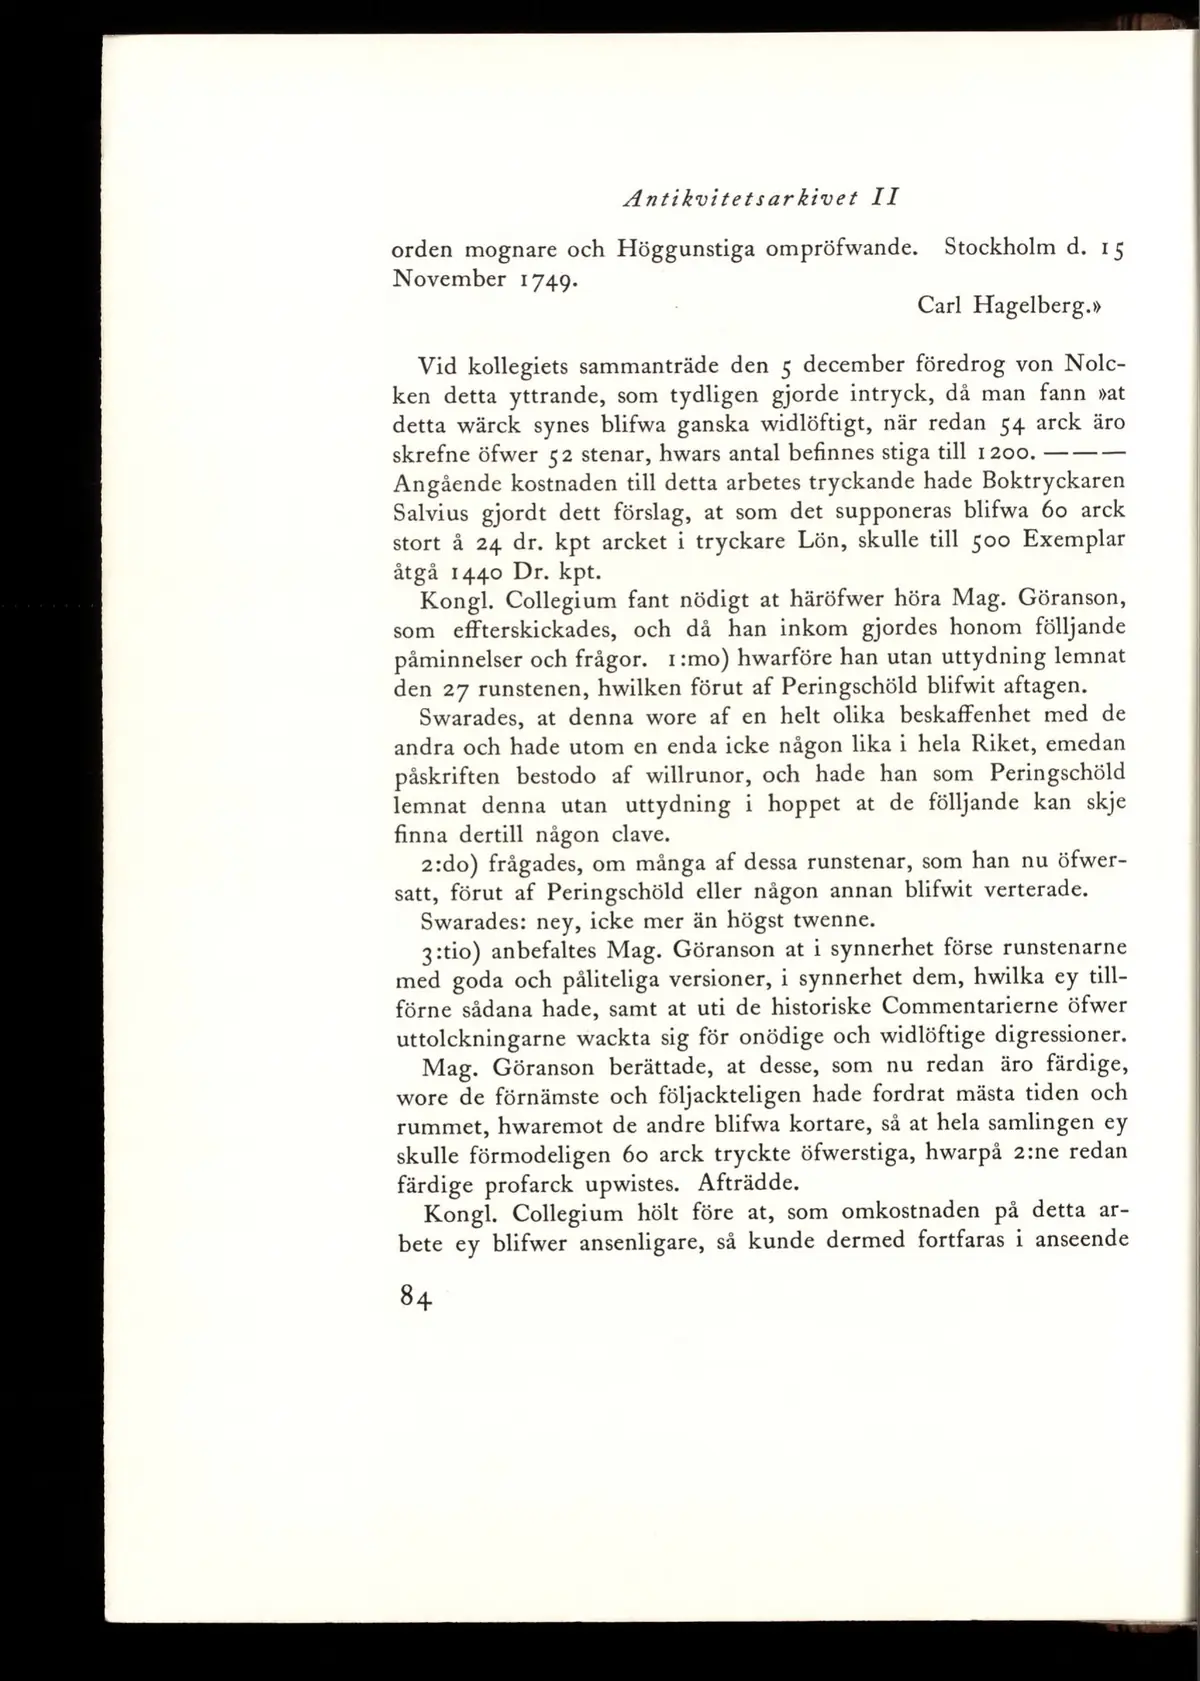 Antikvitetsarkivet II
orden mognare och Höggunstiga ompröfwande. Stockholm d. 15
November 1749.
Carl Hagelberg.»
Vid kollegiets sammanträde den 5 december föredrog von Nolc-
ken detta yttrande, som tydligen gjorde intryck, då man fann »at
detta wärck synes blifwa ganska widlöftigt, när redan 54 arck äro
skrefne öfwer 52 stenar, hwars antal befinnes stiga till 1200. — — —
Angående kostnaden till detta arbetes tryckande hade Boktryckaren
Salvius gjordt dett förslag, at som det supponeras blifwa 60 arck
stort å 24 dr. kpt arcket i tryckare Lön, skulle till 500 Exemplar
åtgå 1440 Dr. kpt.
Kongl. Collegium fant nödigt at häröfwer höra Mag. Göranson,
som effterskickades, och då han inkom gjordes honom följande
påminnelser och frågor. 1:mo) hwarföre han utan uttydning lemnat
den 27 runstenen, hwilken förut af Peringschöld blifwit aftagen.
Swarades, at denna wore af en helt olika beskaffenhet med de
andra och hade utom en enda icke någon lika i hela Riket, emedan
påskriften bestodo af willrunor, och hade han som Peringschöld
lemnat denna utan uttydning i hoppet at de fölljande kan skje
finna dertill någon clave.
2:do) frågades, om många af dessa runstenar, som han nu öfwer-
satt, förut af Peringschöld eller någon annan blifwit verterade.
Swarades: ney, icke mer än högst twenne.
3:tio) anbefaltes Mag. Göranson at i synnerhet förse runstenarne
med goda och påliteliga versioner, i synnerhet dem, hwilka ey till-
förne sådana hade, samt at uti de historiske Commentarierne öfwer
uttolckningarne wackta sig för onödige och widlöftige digressioner.
Mag. Göranson berättade, at desse, som nu redan äro färdige,
wore de förnämste och följackteligen hade fordrat mästa tiden och
rummet, hwaremot de andre blifwa kortare, så at hela samlingen ey
skulle förmodeligen 60 arck tryckte öfwerstiga, hwarpå 2:ne redan
färdige profarck upwistes. Afträdde.
Kongl. Collegium hölt före at, som omkostnaden på detta ar-
bete ey blifwer ansenligare, så kunde dermed fortfaras i anseende
84